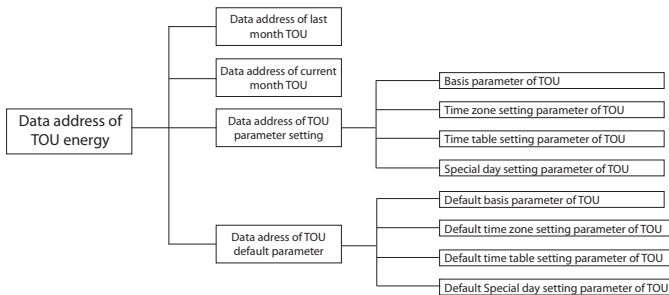 Data address of
TOU energy
Data address of last
month TOU
Data address of current
month TOU
Data address of TOU
parameter setting
Basis parameter of TOU
Time zone setting parameter of TOU
Time table setting parameter of TOU
Special day setting parameter of TOU
Data adress of TOU
default parameter
Default basis parameter of TOU
Default time zone setting parameter of TOU
Default time table setting parameter of TOU
Default Special day setting parameter of TOU